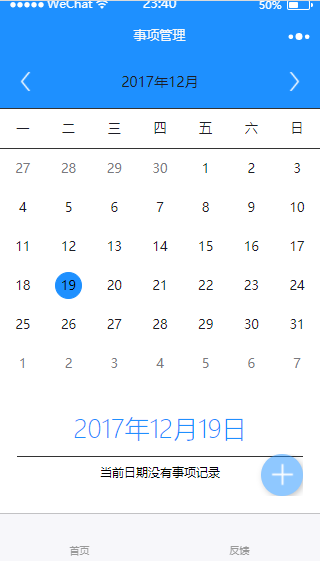 WeChat 23:40 50%
事项管理
2017年12月
一 二 三 四 五 六 日
27 28 29 30 1 2 3
4 5 6 7 8 9 10
11 12 13 14 15 16 17
18 19 20 21 22 23 24
25 26 27 28 29 30 31
1 2 3 4 5 6 7
2017年12月19日
当前日期没有事项记录
首页 反馈